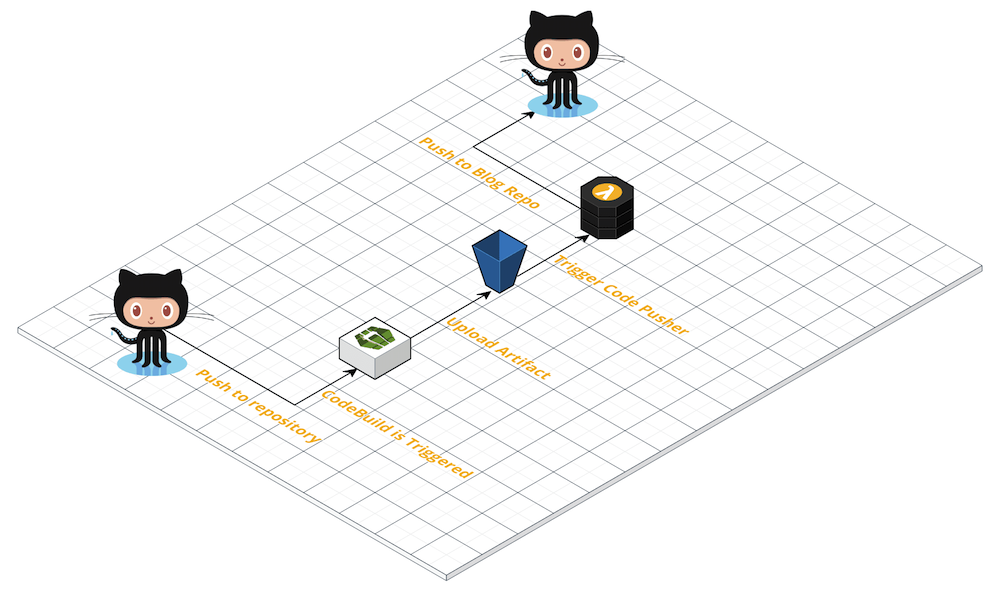 Push to Blog Repo
Trigger Code Pusher
Upload Artifact
Push to repository
CodeBuild is Triggered